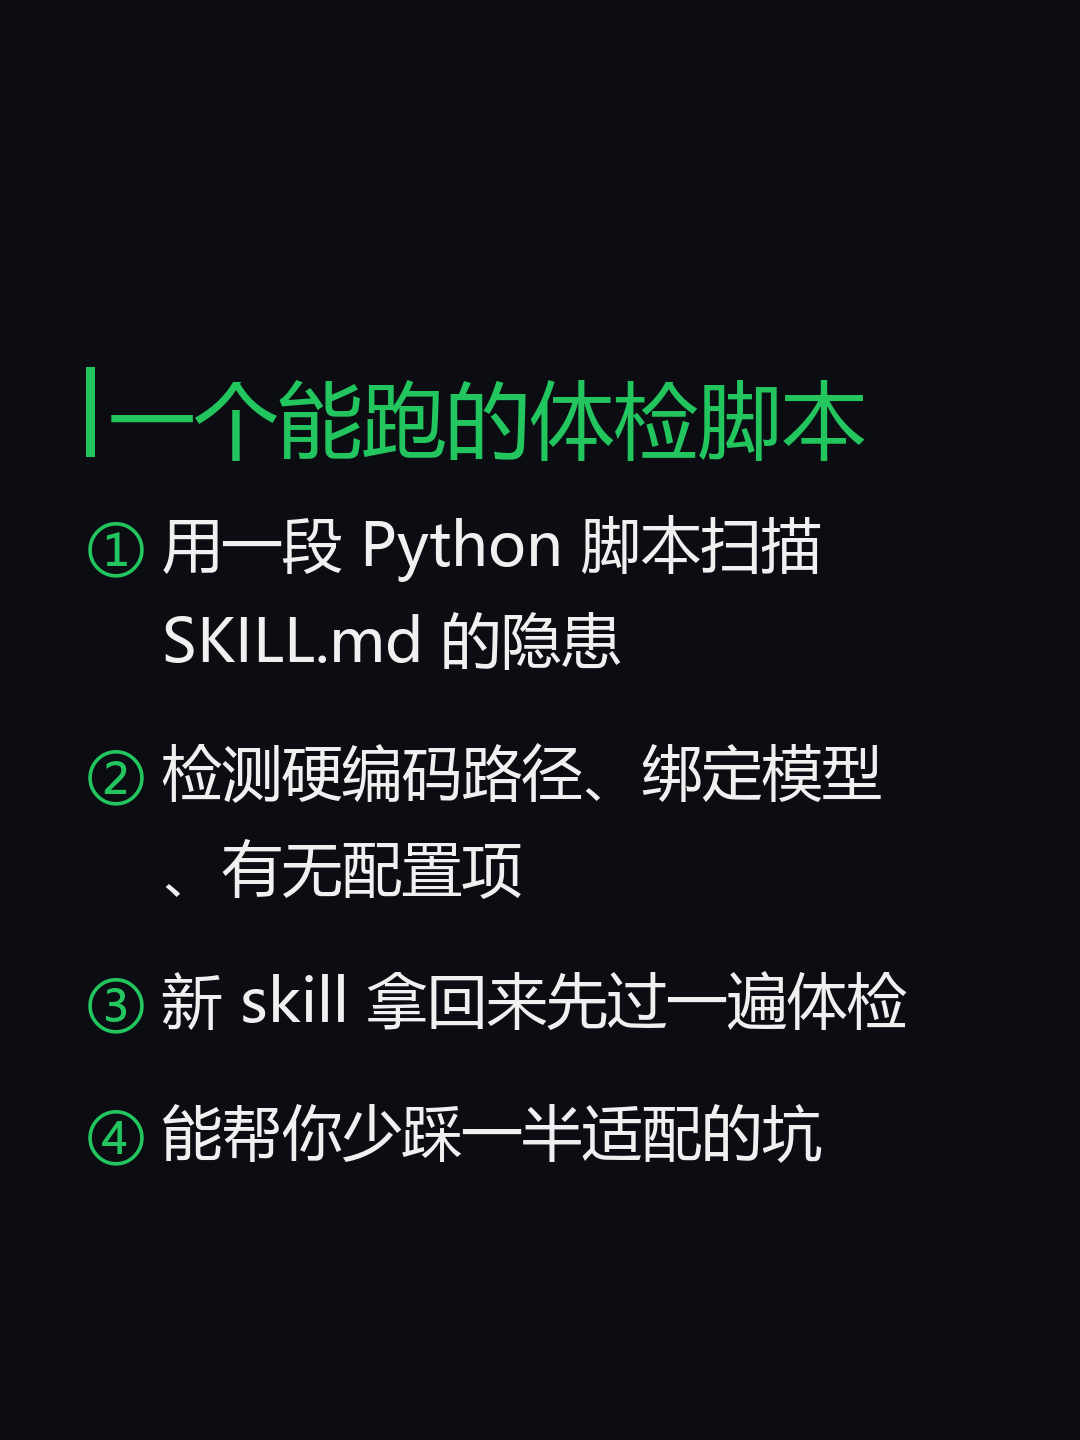 一个能跑的体检脚本
① 用一段 Python 脚本扫描
SKILL.md 的隐患
② 检测硬编码路径、绑定模型
、有无配置项
③ 新 skill 拿回来先过一遍体检
④ 能帮你少踩一半适配的坑